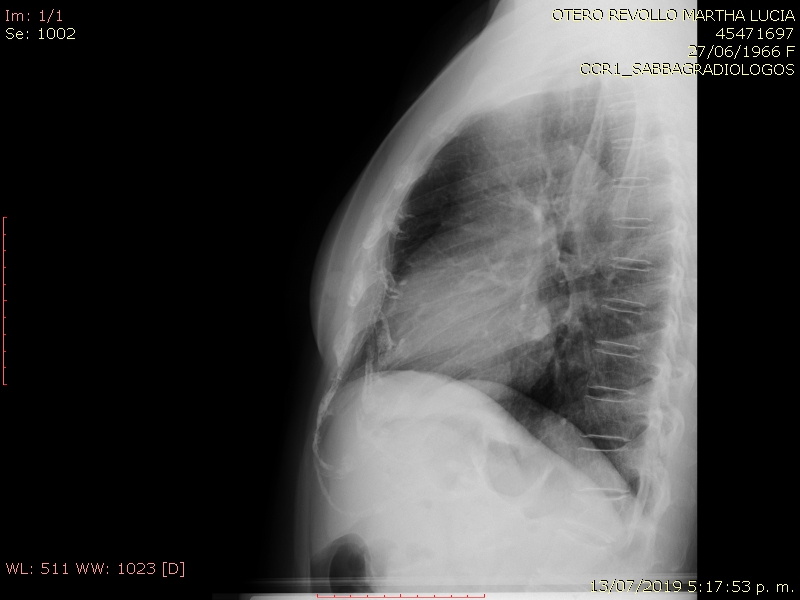 Im: 1/1
Se: 1002
OTERO REVOLLO MARTHA LUCIA
45471697
27/06/1966 F
CCR1_SABBAGRADIOLOGOS
WL: 511 WW: 1023 [D]
13/07/2019 5:17:53 p. m.